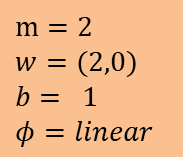 m = 2
w = (2,0)
b = 1
ϕ = linear